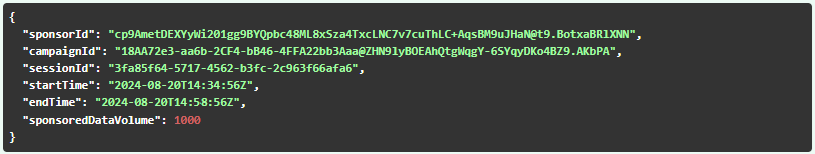 {
"sponsorId": "cp9AmetDEXYyWi201gg9BYQpbc48ML8xSza4TxcLNC7v7cuThLC+AqsBM9uJHaN@t9.BotxaBRlXNN",
"campaignId": "18AA72e3-aa6b-2CF4-bB46-4FFA22bb3Aaa@ZHN9lyBOEAhQtgWqgY-6SYqyDKo4BZ9.AKbPA",
"sessionId": "3fa85f64-5717-4562-b3fc-2c963f66afa6",
"startTime": "2024-08-20T14:34:56Z",
"endTime": "2024-08-20T14:58:56Z",
"sponsoredDataVolume": 1000
}